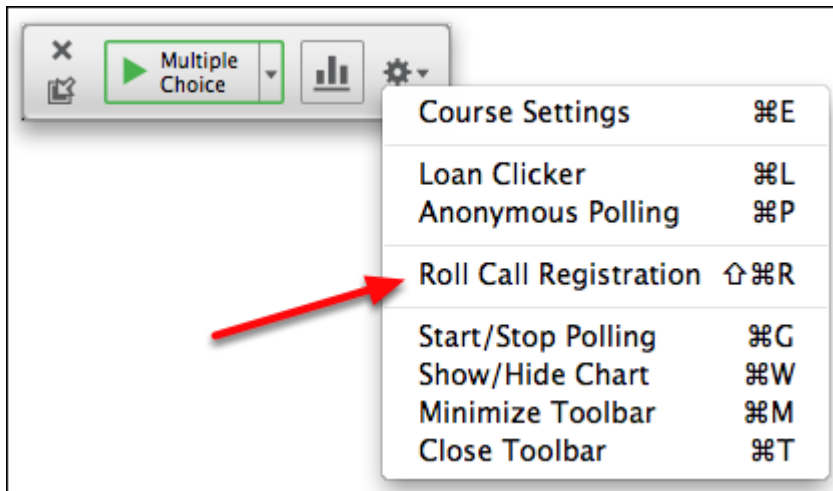 Multiple
Choice
Course Settings ⌘E
Loan Clicker ⌘L
Anonymous Polling ⌘P
Roll Call Registration ⇧⌘R
Start/Stop Polling ⌘G
Show/Hide Chart ⌘W
Minimize Toolbar ⌘M
Close Toolbar ⌘T